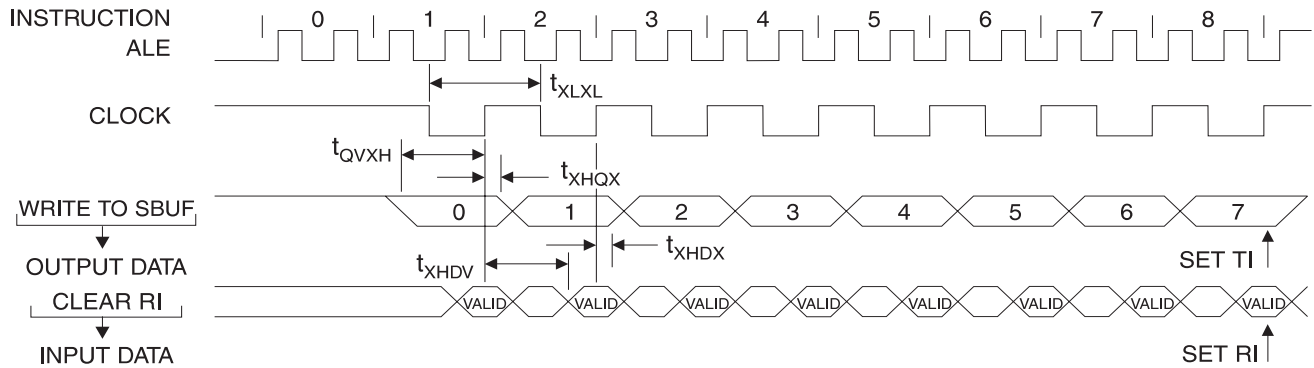 INSTRUCTION 0 1 2 3 4 5 6 7 8
ALE
tXLXL
CLOCK
tQVXH
tXHQX
WRITE TO SBUF 0 1 2 3 4 5 6 7
tXHDX
OUTPUT DATA tXHDV SET TI
CLEAR RI VALID VALID VALID VALID VALID VALID VALID VALID
INPUT DATA SET RI